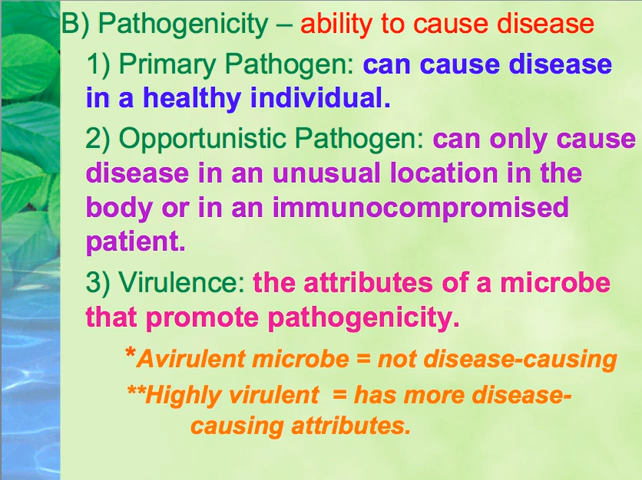 B) Pathogenicity – ability to cause disease
1) Primary Pathogen: can cause disease
in a healthy individual.
2) Opportunistic Pathogen: can only cause
disease in an unusual location in the
body or in an immunocompromised
patient.
3) Virulence: the attributes of a microbe
that promote pathogenicity.
*Avirulent microbe = not disease-causing
**Highly virulent = has more disease-
causing attributes.